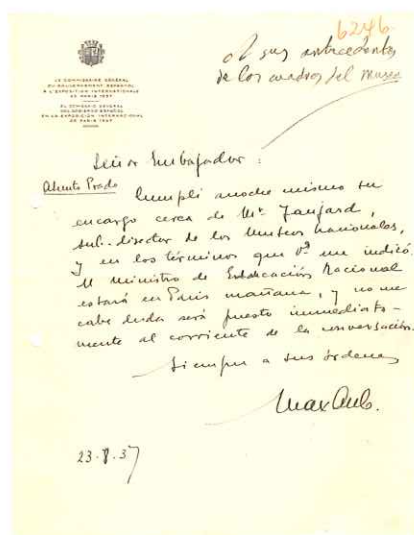 6246
A sus antecedentes
de los cuadros del Museo
LE COMMISSAIRE GÉNÉRAL
DU GOUVERNEMENT ESPAGNOL
A L'EXPOSITION INTERNATIONALE
DE PARIS 1937
EL COMISARIO GENERAL
DEL GOBIERNO ESPAÑOL
EN LA EXPOSICION INTERNACIONAL
DE PARIS 1937
Señor Embajador:
Asunto Prado
Cumplí anoche mismo su
encargo cerca de Mr. Jaujard,
sub-director de los Museos nacionales,
y en los términos que Vd. me indicó.
El Ministro de Educación Nacional
estará en Paris mañana, y no me
cabe duda será puesto inmediata-
mente al corriente de la conversación.
Siempre a sus órdenes
Max Aub.
23.8.37